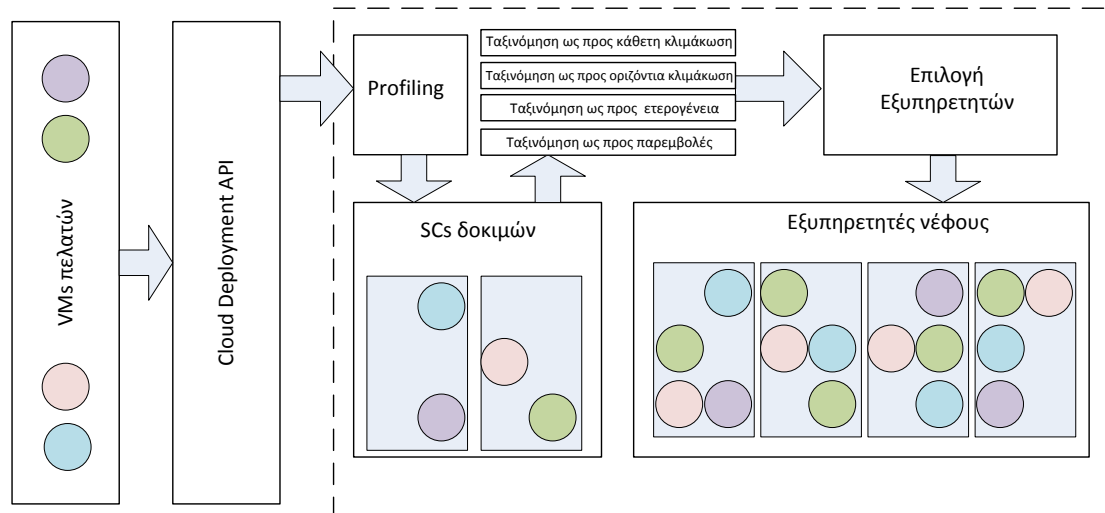 VMs πελατών
Cloud Deployment API
Profiling
Ταξινόμηση ως προς κάθετη κλιμάκωση
Ταξινόμηση ως προς οριζόντια κλιμάκωση
Ταξινόμηση ως προς ετερογένεια
Ταξινόμηση ως προς παρεμβολές
Επιλογή
Εξυπηρετητών
SCs δοκιμών
Εξυπηρετητές νέφους